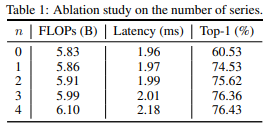 Table 1: Ablation study on the number of series.
n FLOPs (B) Latency (ms) Top-1 (%)
0 5.83 1.96 60.53
1 5.86 1.97 74.53
2 5.91 1.99 75.62
3 5.99 2.01 76.36
4 6.10 2.18 76.43